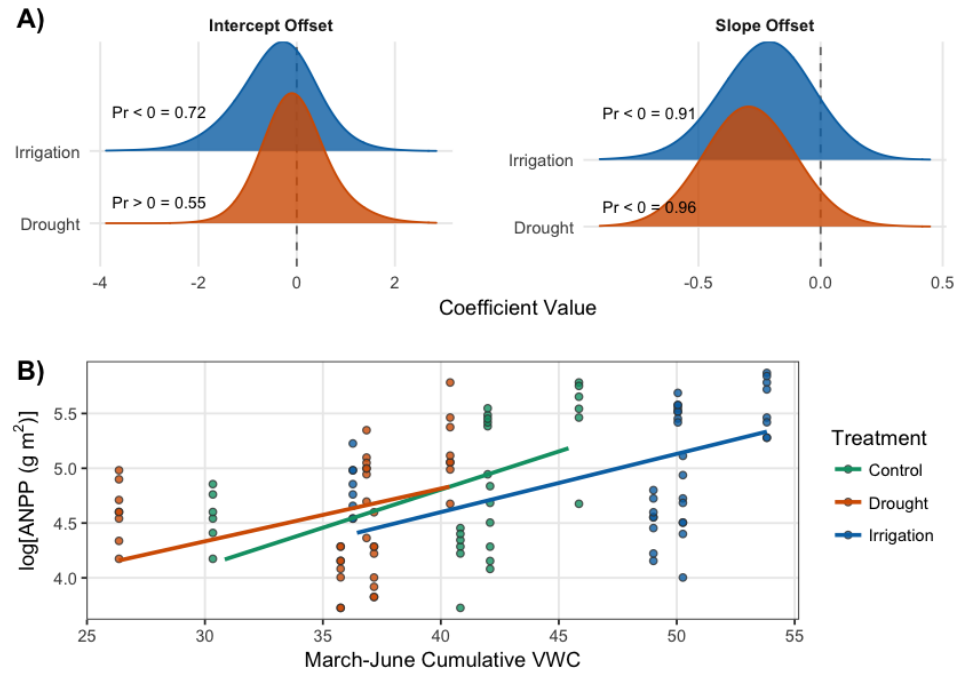 A)
Intercept Offset
Slope Offset
Pr < 0 = 0.72
Irrigation
Pr > 0 = 0.55
Drought
-4 -2 0 2
Pr < 0 = 0.91
Irrigation
Pr < 0 = 0.96
Drought
-0.5 0.0 0.5
Coefficient Value
B)
log[ANPP (g m²)]
5.5
5.0
4.5
4.0
25 30 35 40 45 50 55
March-June Cumulative VWC
Treatment
Control
Drought
Irrigation